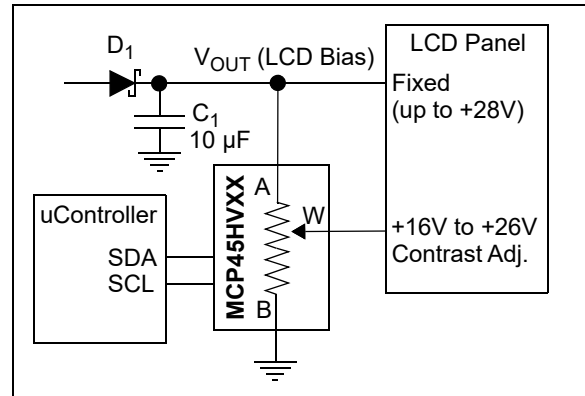 D1
VOUT (LCD Bias)
LCD Panel
Fixed
(up to +28V)
C1
10 µF
uController
SDA
SCL
MCP45HVXX
A
W
B
+16V to +26V
Contrast Adj.